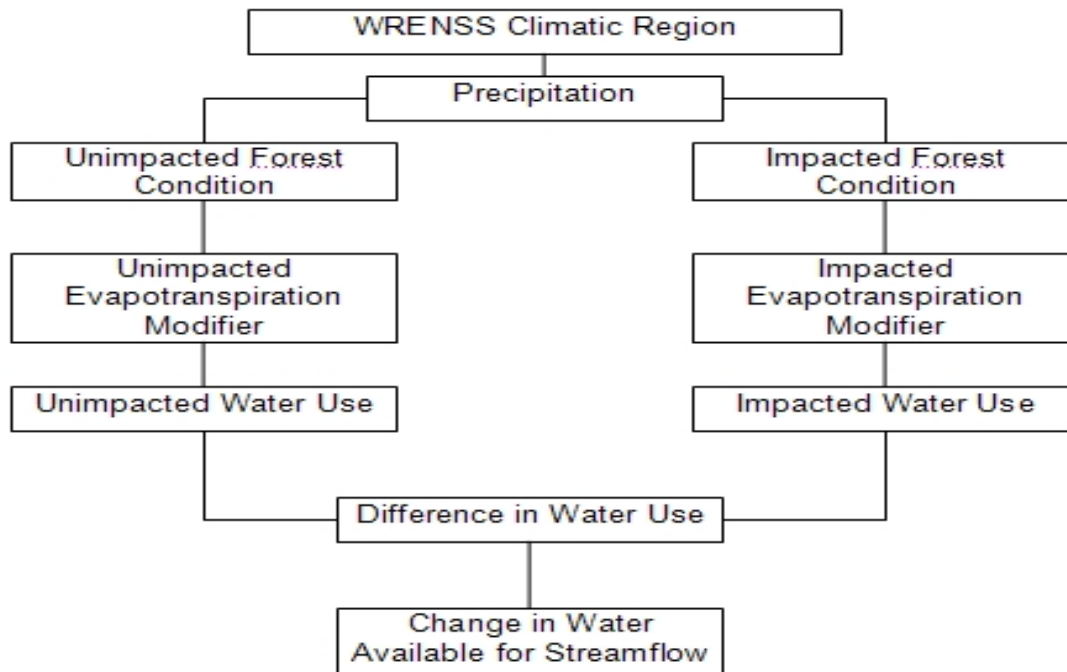 WRENSS Climatic Region
Precipitation
Unimpacted Forest
Condition
Impacted Forest
Condition
Unimpacted
Evapotranspiration
Modifier
Impacted
Evapotranspiration
Modifier
Unimpacted Water Use
Impacted Water Use
Difference in Water Use
Change in Water
Available for Streamflow